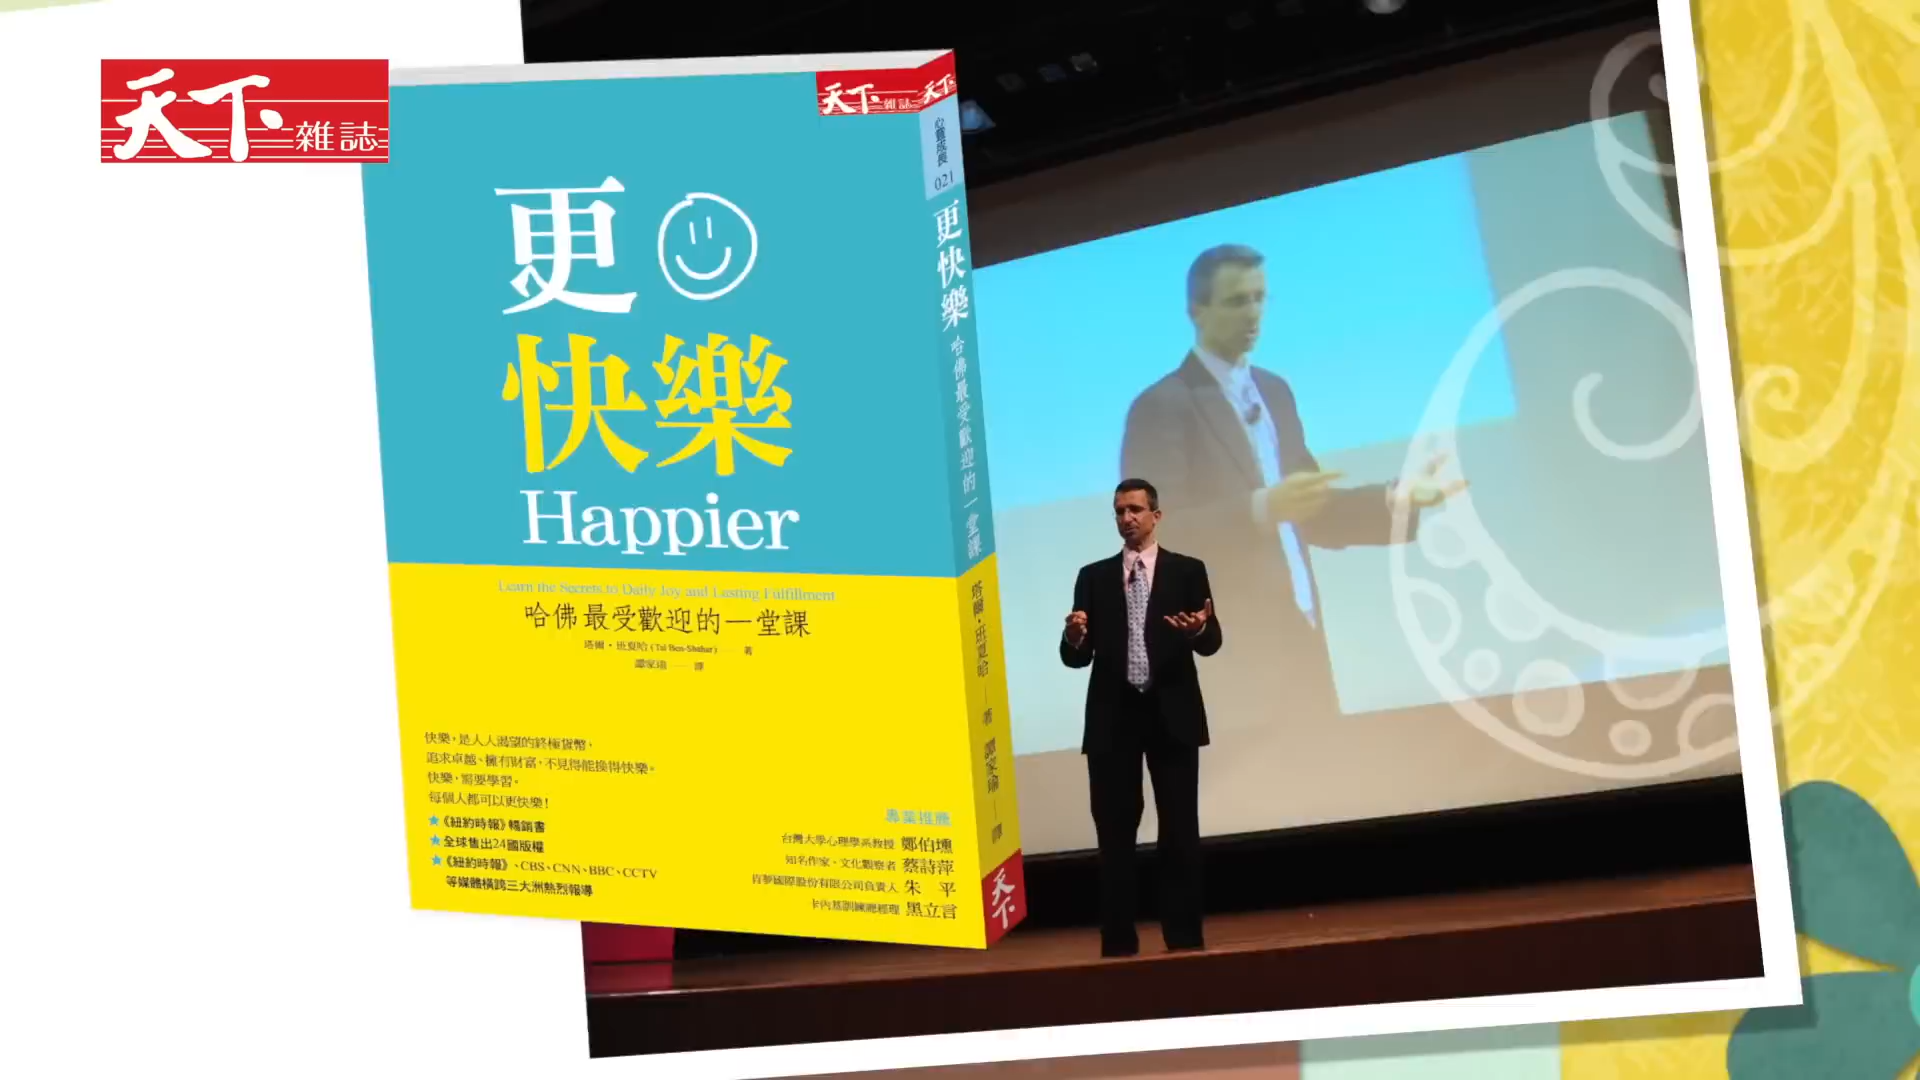 天下雜誌
天下雜誌
更
快樂
Happier
Learn the Secrets to Daily Joy and Lasting Fulfillment
哈佛最受歡迎的一堂課
塔爾·班夏哈 (Tal Ben-Shahar)——著
譚家瑜——譯
快樂,是人人渴望的終極貨幣,
追求卓越、擁有財富,不見得能換得快樂。
快樂,需要學習。
每個人都可以更快樂!
★《紐約時報》暢銷書
★全球售出24國版權
★《紐約時報》、CBS、CNN、BBC、CCTV
等媒體橫跨三大洲熱烈報導
專業推薦
台灣大學心理學系教授 鄭伯壎
知名作家、文化觀察者 蔡詩萍
肯夢國際股份有限公司負責人 朱 平
卡內基訓練總經理 黑立言
天下
心靈成長
021
更快樂
哈佛最受歡迎的一堂課
塔爾·班夏哈——著
譚家瑜——譯
天下